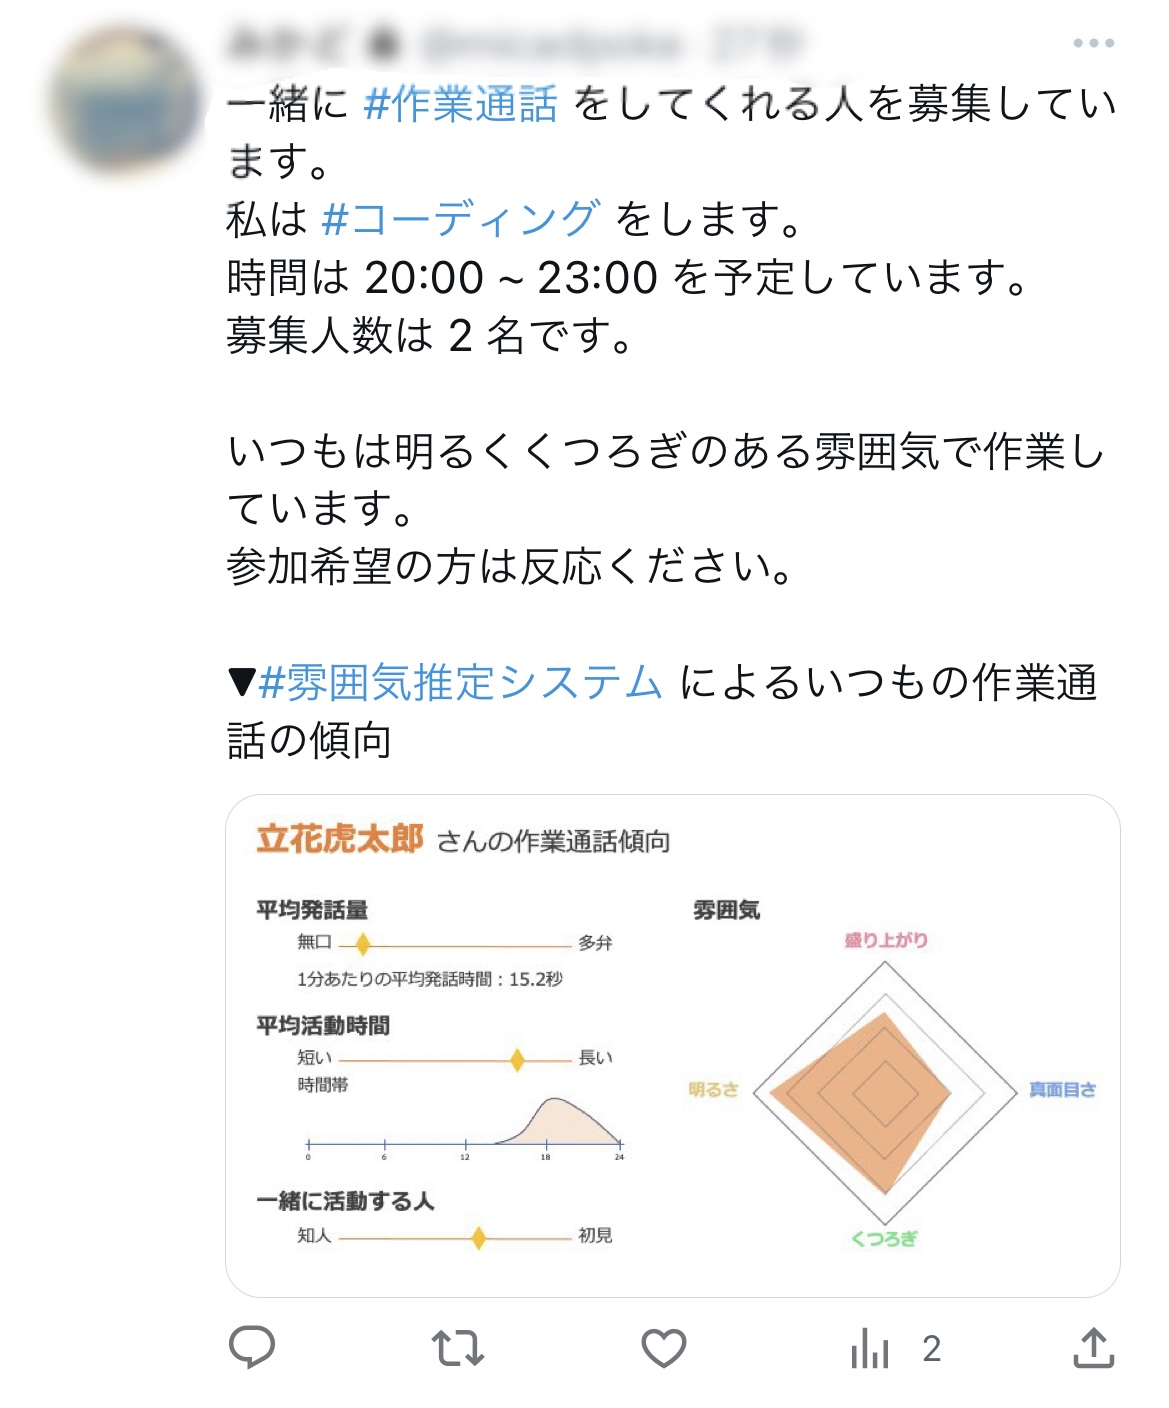 一緒に #作業通話 をしてくれる人を募集してい
ます。
私は #コーディング をします。
時間は 20:00 ~ 23:00 を予定しています。
募集人数は 2 名です。
いつもは明るくくつろぎのある雰囲気で作業し
ています。
参加希望の方は反応ください。
▼#雰囲気推定システム によるいつもの作業通
話の傾向
立花虎太郎 さんの作業通話傾向
平均発話量
無口 多弁
1分あたりの平均発話時間：15.2秒
平均活動時間
短い 長い
時間帯
0 6 12 18 24
一緒に活動する人
知人 初見
雰囲気
盛り上がり
明るさ 真面目さ
くつろぎ
2